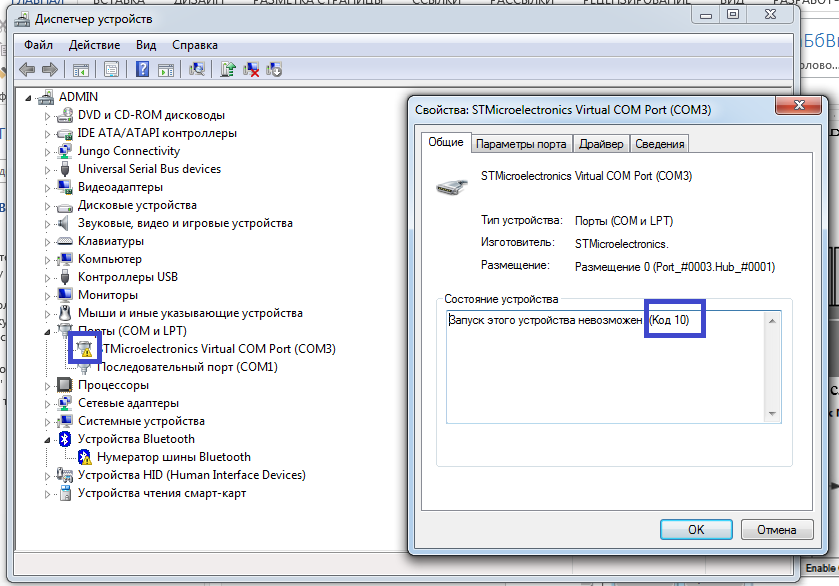 Диспетчер устройств
Файл Действие Вид Справка
ADMIN
DVD и CD-ROM дисководы
IDE ATA/ATAPI контроллеры
Jungo Connectivity
Universal Serial Bus devices
Видеоадаптеры
Дисковые устройства
Звуковые, видео и игровые устройства
Клавиатуры
Компьютер
Контроллеры USB
Мониторы
Мыши и иные указывающие устройства
Порты (COM и LPT)
STMicroelectronics Virtual COM Port (COM3)
Последовательный порт (COM1)
Процессоры
Сетевые адаптеры
Системные устройства
Устройства Bluetooth
Нумератор шины Bluetooth
Устройства HID (Human Interface Devices)
Устройства чтения смарт-карт
Свойства: STMicroelectronics Virtual COM Port (COM3)
Общие Параметры порта Драйвер Сведения
STMicroelectronics Virtual COM Port (COM3)
Тип устройства: Порты (COM и LPT)
Изготовитель: STMicroelectronics.
Размещение: Размещение 0 (Port_#0003.Hub_#0001)
Состояние устройства
Запуск этого устройства невозможен (Код 10)
OK Отмена
Enable